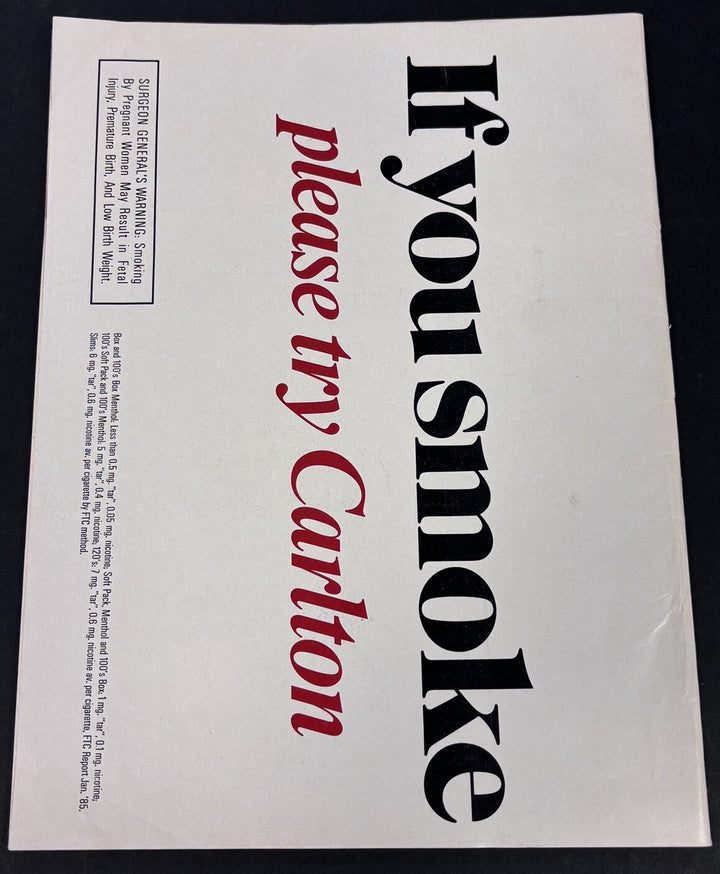 If you smoke
please try Carlton
SURGEON GENERAL'S WARNING: Smoking
By Pregnant Women May Result in Fetal
Injury, Premature Birth, And Low Birth Weight.
Box and 100's Box Menthol: Less than 0.5 mg. "tar", 0.05 mg. nicotine; Soft Pack, Menthol and 100's Box: 1 mg. "tar", 0.1 mg. nicotine;
100's Soft Pack and 100's Menthol: 5 mg. "tar", 0.4 mg. nicotine; 120's: 7 mg. "tar", 0.6 mg. nicotine av. per cigarette, FTC Report Jan. '85.
Slims: 6 mg. "tar", 0.6 mg. nicotine av. per cigarette by FTC method.